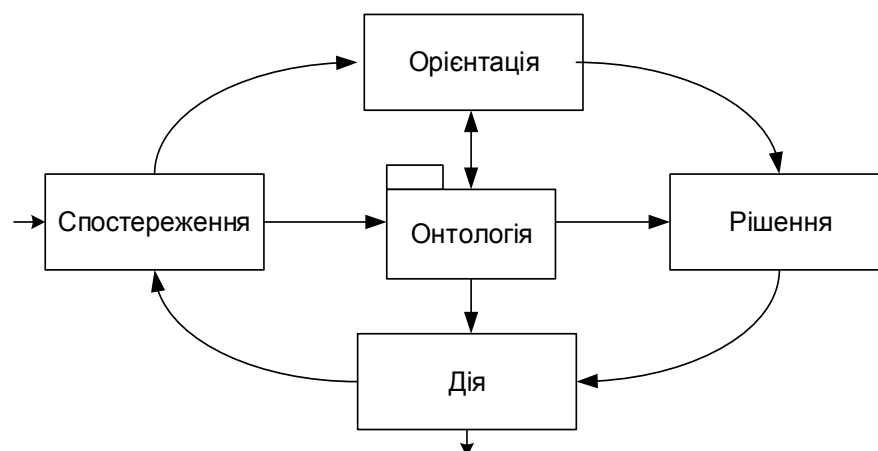 Орієнтація
Спостереження
Онтологія
Рішення
Дія